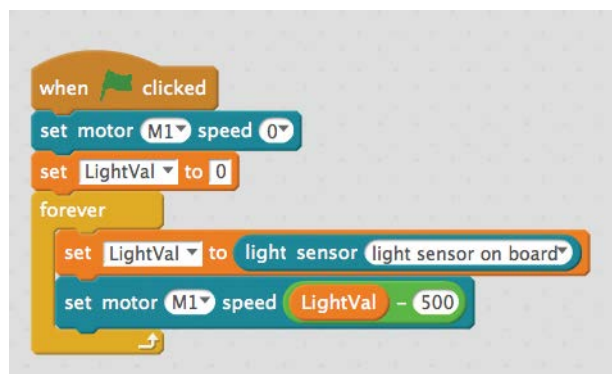 when clicked
set motor M1 speed 0
set LightVal to 0
forever
set LightVal to light sensor light sensor on board
set motor M1 speed LightVal - 500